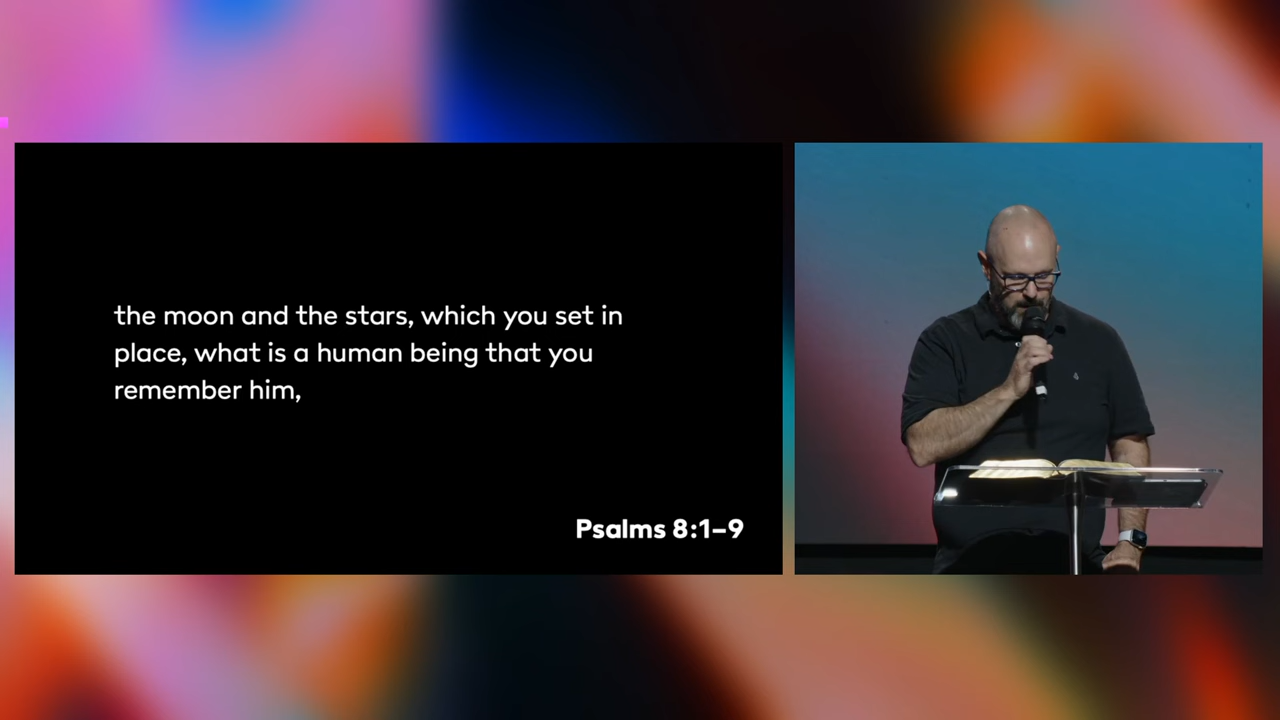 the moon and the stars, which you set in
place, what is a human being that you
remember him,
Psalms 8:1–9